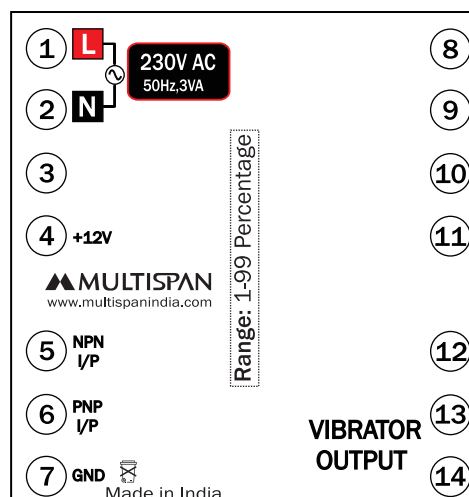 1 L
230V AC
50Hz,3VA
2 N
3
4 +12V
MULTISPAN
www.multispanindia.com
5 NPN
I/P
6 PNP
I/P
7 GND
Made in India
Range: 1-99 Percentage
8
9
10
11
12
13
14
VIBRATOR
OUTPUT